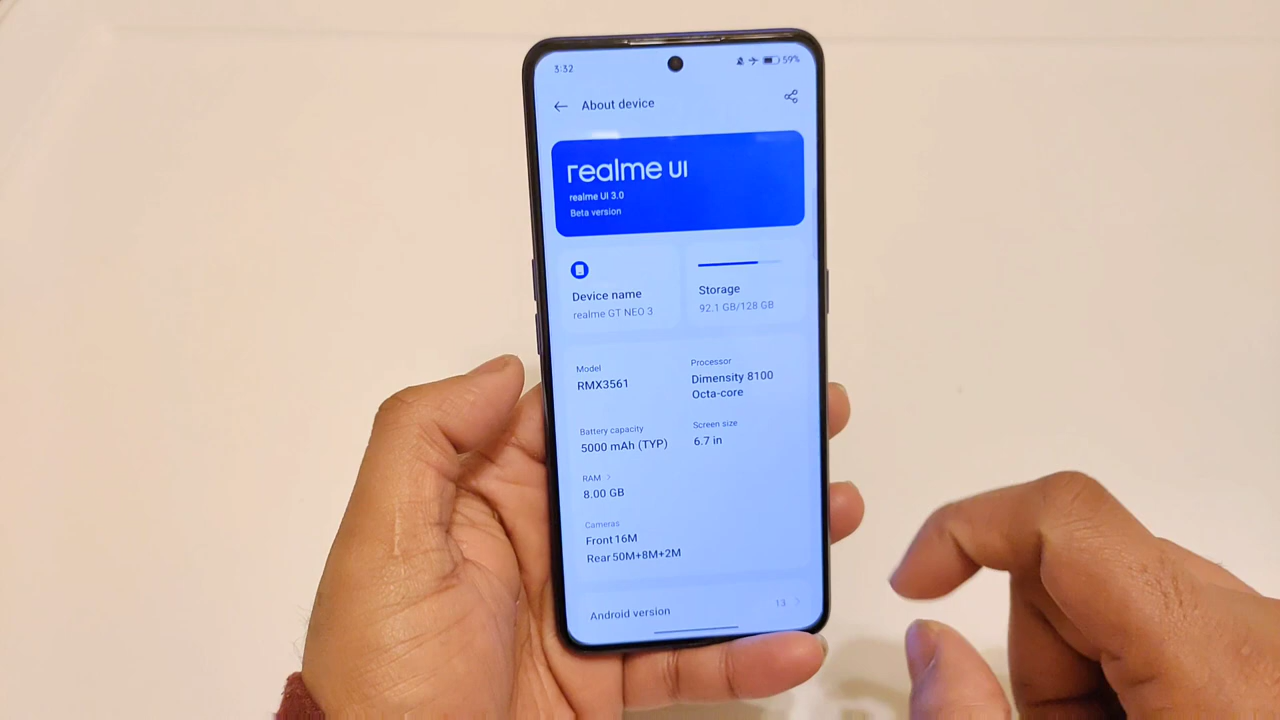 3:32
59%
About device
realme UI
realme UI 3.0
Beta version
Device name
realme GT NEO 3
Storage
92.1 GB/128 GB
Model
RMX3561
Processor
Dimensity 8100
Octa-core
Battery capacity
5000 mAh (TYP)
Screen size
6.7 in
RAM >
8.00 GB
Cameras
Front 16M
Rear 50M+8M+2M
Android version
13 >